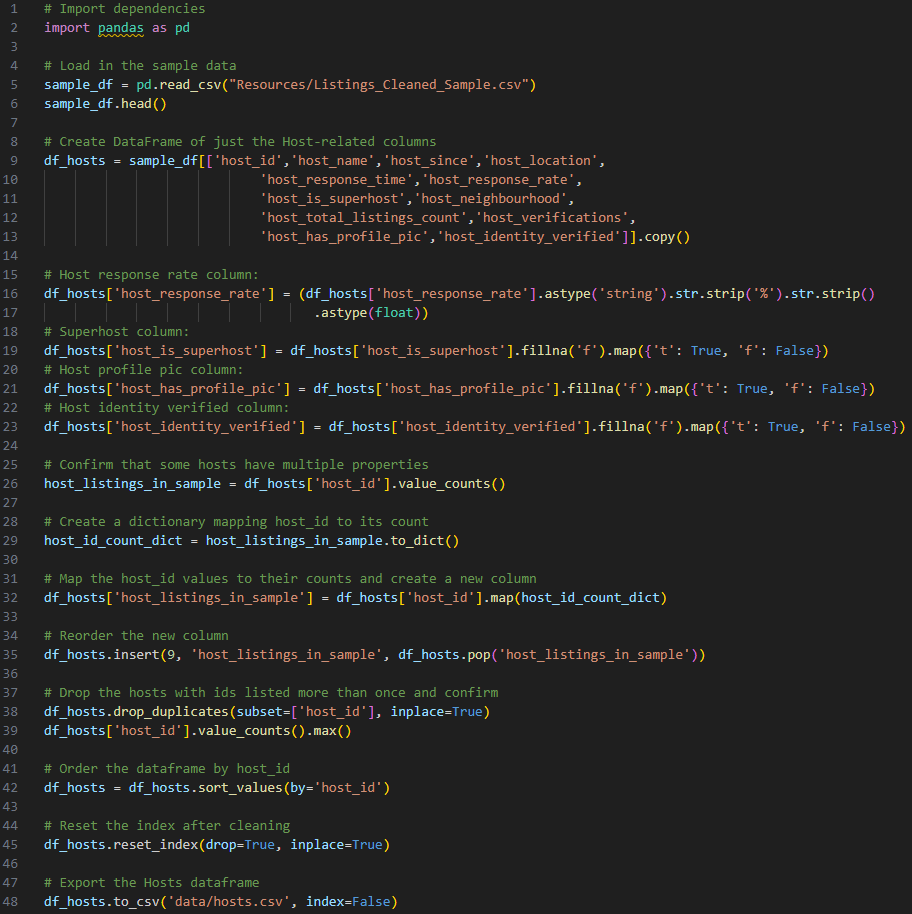 1 # Import dependencies
2 import pandas as pd
3
4 # Load in the sample data
5 sample_df = pd.read_csv("Resources/Listings_Cleaned_Sample.csv")
6 sample_df.head()
7
8 # Create DataFrame of just the Host-related columns
9 df_hosts = sample_df[['host_id','host_name','host_since','host_location',
10                             'host_response_time','host_response_rate',
11                             'host_is_superhost','host_neighbourhood',
12                             'host_total_listings_count','host_verifications',
13                             'host_has_profile_pic','host_identity_verified']].copy()
14
15 # Host response rate column:
16 df_hosts['host_response_rate'] = (df_hosts['host_response_rate'].astype('string').str.strip('%').str.strip()
17                                    .astype(float))
18 # Superhost column:
19 df_hosts['host_is_superhost'] = df_hosts['host_is_superhost'].fillna('f').map({'t': True, 'f': False})
20 # Host profile pic column:
21 df_hosts['host_has_profile_pic'] = df_hosts['host_has_profile_pic'].fillna('f').map({'t': True, 'f': False})
22 # Host identity verified column:
23 df_hosts['host_identity_verified'] = df_hosts['host_identity_verified'].fillna('f').map({'t': True, 'f': False})
24
25 # Confirm that some hosts have multiple properties
26 host_listings_in_sample = df_hosts['host_id'].value_counts()
27
28 # Create a dictionary mapping host_id to its count
29 host_id_count_dict = host_listings_in_sample.to_dict()
30
31 # Map the host_id values to their counts and create a new column
32 df_hosts['host_listings_in_sample'] = df_hosts['host_id'].map(host_id_count_dict)
33
34 # Reorder the new column
35 df_hosts.insert(9, 'host_listings_in_sample', df_hosts.pop('host_listings_in_sample'))
36
37 # Drop the hosts with ids listed more than once and confirm
38 df_hosts.drop_duplicates(subset=['host_id'], inplace=True)
39 df_hosts['host_id'].value_counts().max()
40
41 # Order the dataframe by host_id
42 df_hosts = df_hosts.sort_values(by='host_id')
43
44 # Reset the index after cleaning
45 df_hosts.reset_index(drop=True, inplace=True)
46
47 # Export the Hosts dataframe
48 df_hosts.to_csv('data/hosts.csv', index=False)